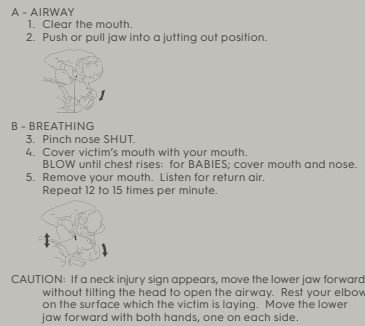 A - AIRWAY
1. Clear the mouth.
2. Push or pull jaw into a jutting out position.
B - BREATHING
3. Pinch nose SHUT.
4. Cover victim's mouth with your mouth.
BLOW until chest rises: for BABIES; cover mouth and nose.
5. Remove your mouth. Listen for return air.
Repeat 12 to 15 times per minute.
CAUTION: If a neck injury sign appears, move the lower jaw forward
without tilting the head to open the airway. Rest your elbow
on the surface which the victim is laying. Move the lower
jaw forward with both hands, one on each side.